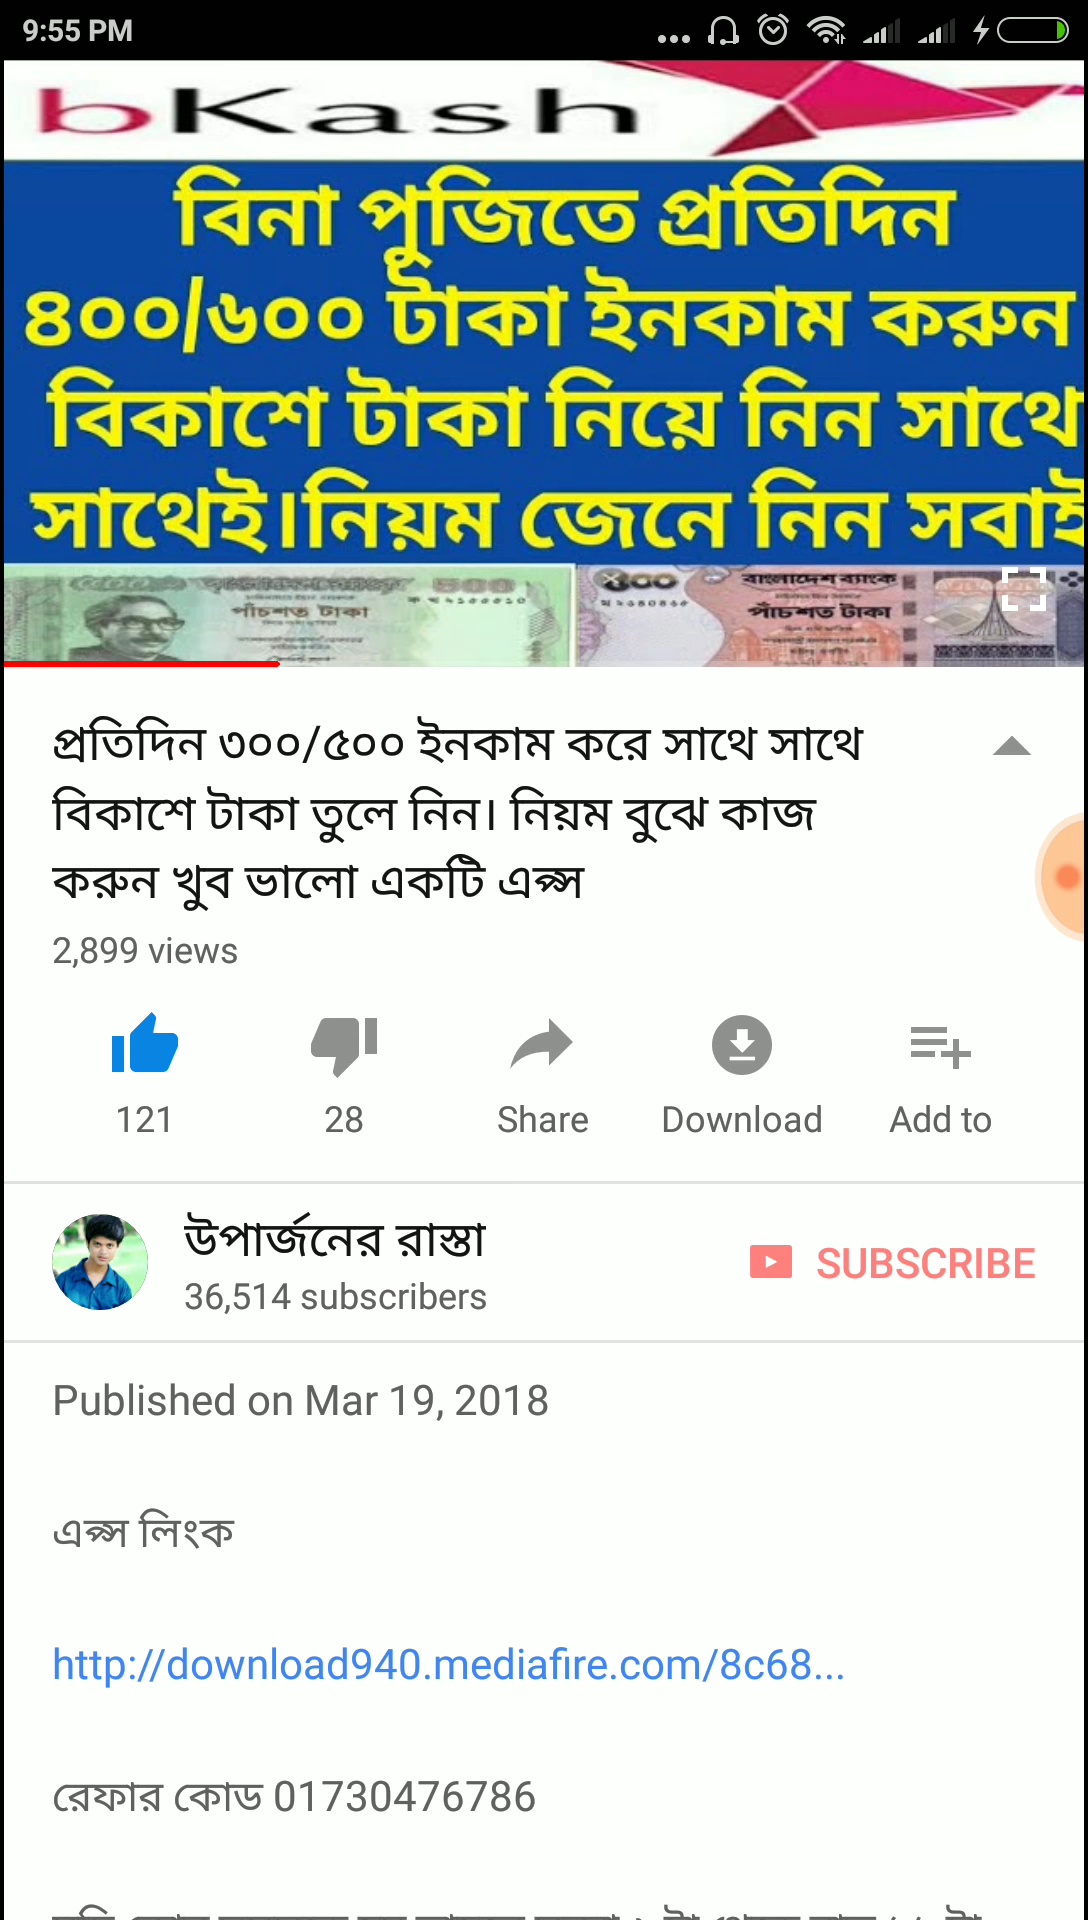 9:55 PM
bKash
বিনা পুজিতে প্রতিদিন
৪০০/৬০০ টাকা ইনকাম করুন
বিকাশে টাকা নিয়ে নিন সাথে
সাথেই।নিয়ম জেনে নিন সবাই
500
পাঁচশত টাকা
৫০০
বাংলাদেশ ব্যাংক
পাঁচশত টাকা
প্রতিদিন ৩০০/৫০০ ইনকাম করে সাথে সাথে
বিকাশে টাকা তুলে নিন। নিয়ম বুঝে কাজ
করুন খুব ভালো একটি এপ্স
2,899 views
121 28 Share Download Add to
উপার্জনের রাস্তা
36,514 subscribers
SUBSCRIBE
Published on Mar 19, 2018
এপ্স লিংক
http://download940.mediafire.com/8c68...
রেফার কোড 01730476786